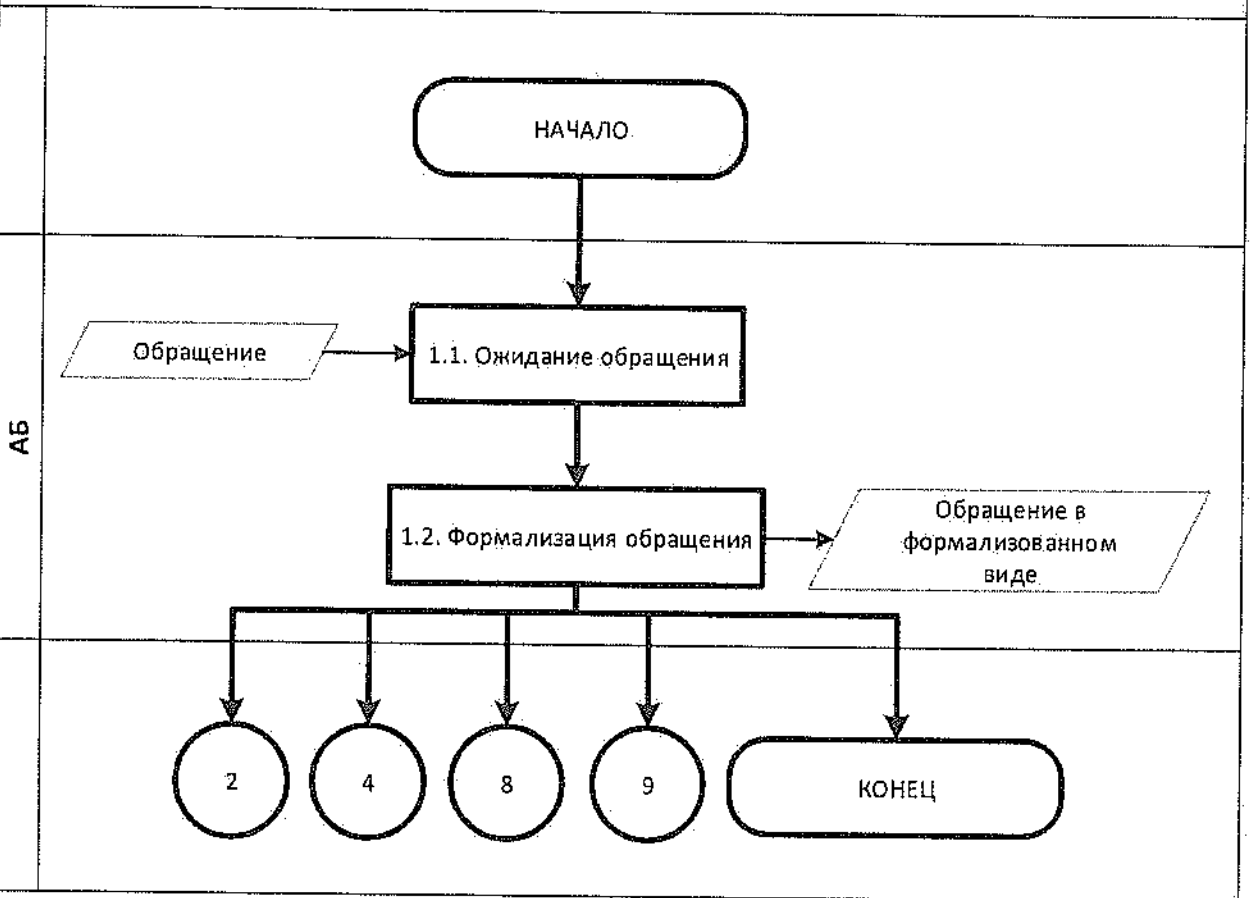 НАЧАЛО
Обращение
1.1. Ожидание обращения
АБ
1.2. Формализация обращения
Обращение в
формализованном
виде
2
4
8
9
КОНЕЦ